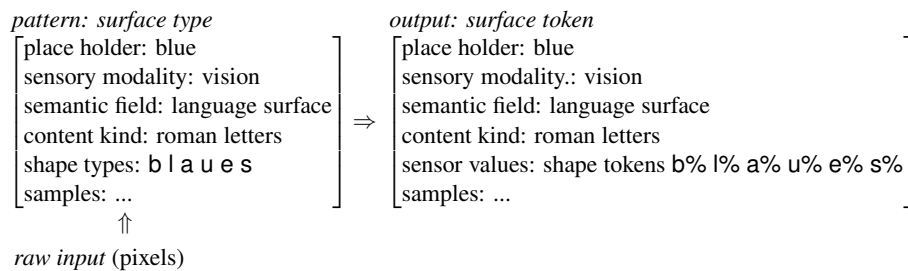 pattern: surface type output: surface token
place holder: blue place holder: blue
sensory modality: vision sensory modality.: vision
semantic field: language surface semantic field: language surface
content kind: roman letters ⇒ content kind: roman letters
shape types: b l a u e s sensor values: shape tokens b% l% a% u% e% s%
samples: ... samples: ...
⇑
raw input (pixels)